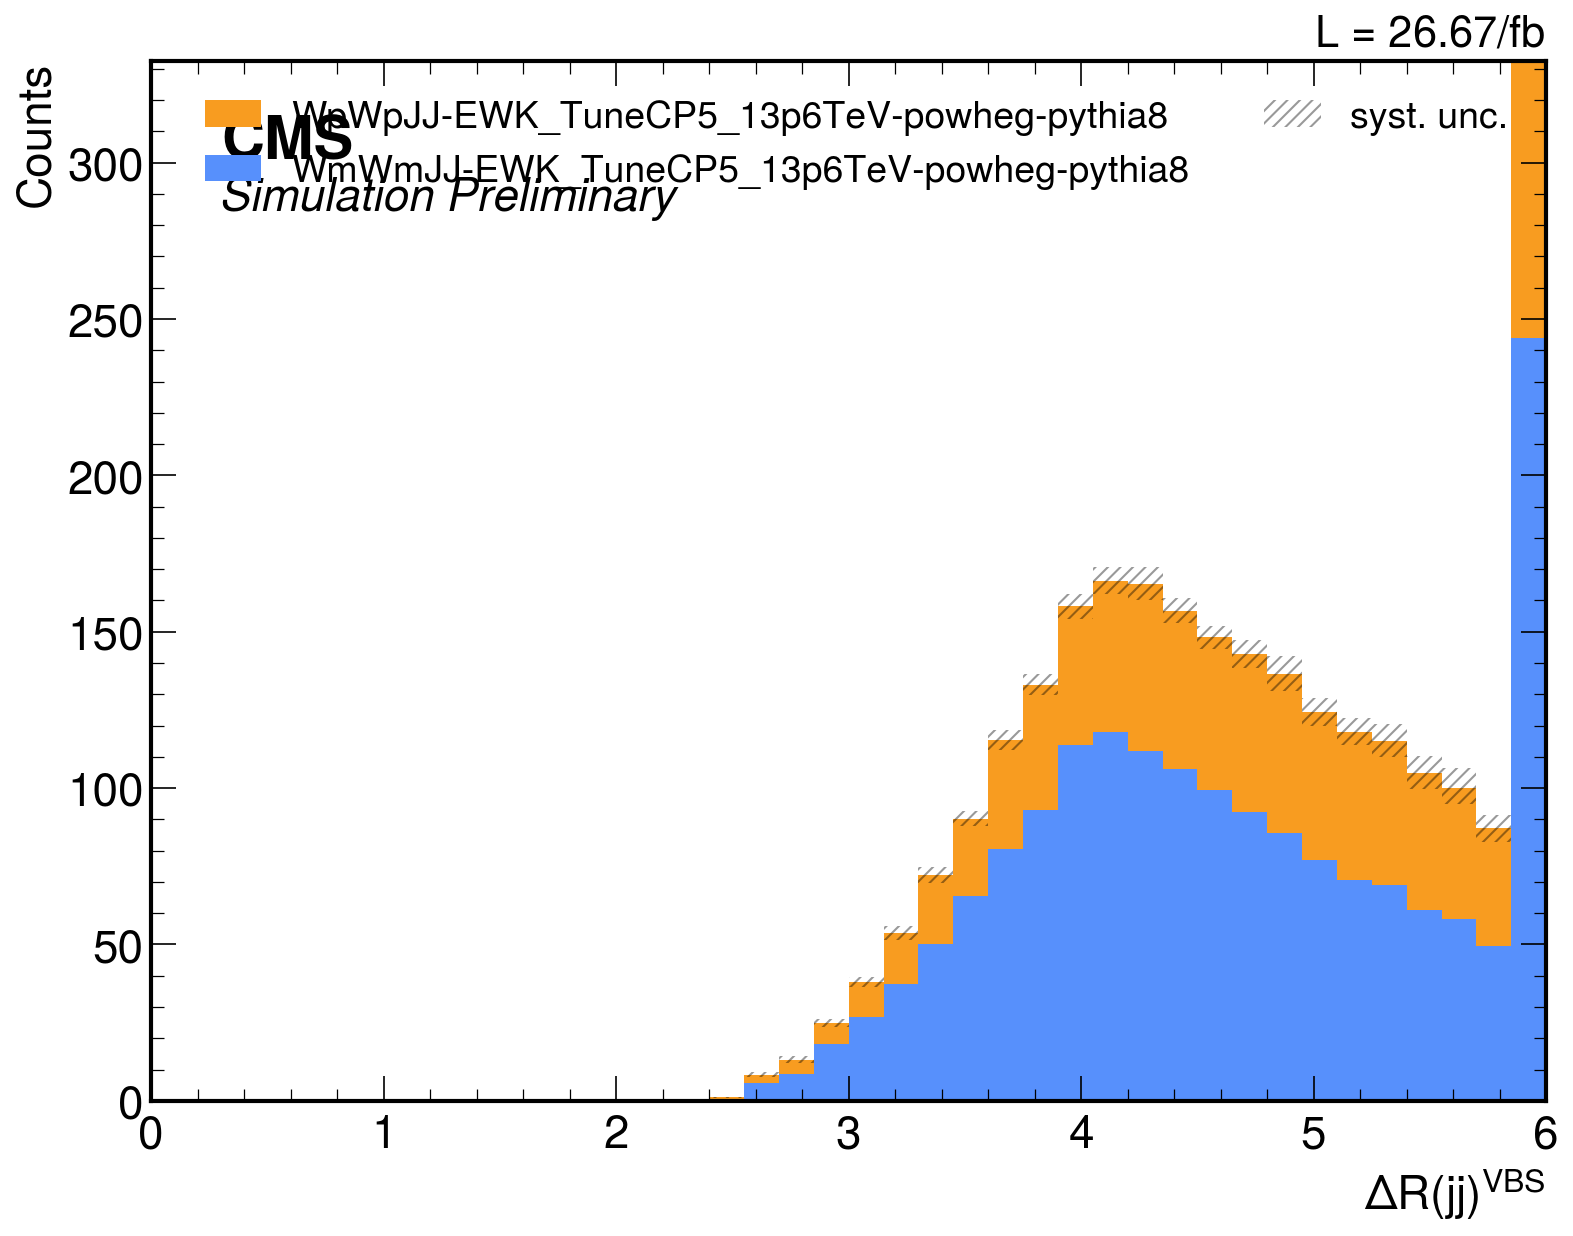 L = 26.67/fb
Counts
WpWpJJ-EWK_TuneCP5_13p6TeV-powheg-pythia8
syst. unc.
CMS
WmWmJJ-EWK_TuneCP5_13p6TeV-powheg-pythia8
Simulation Preliminary
300
250
200
150
100
50
0
0 1 2 3 4 5 6
ΔR(jj)^VBS